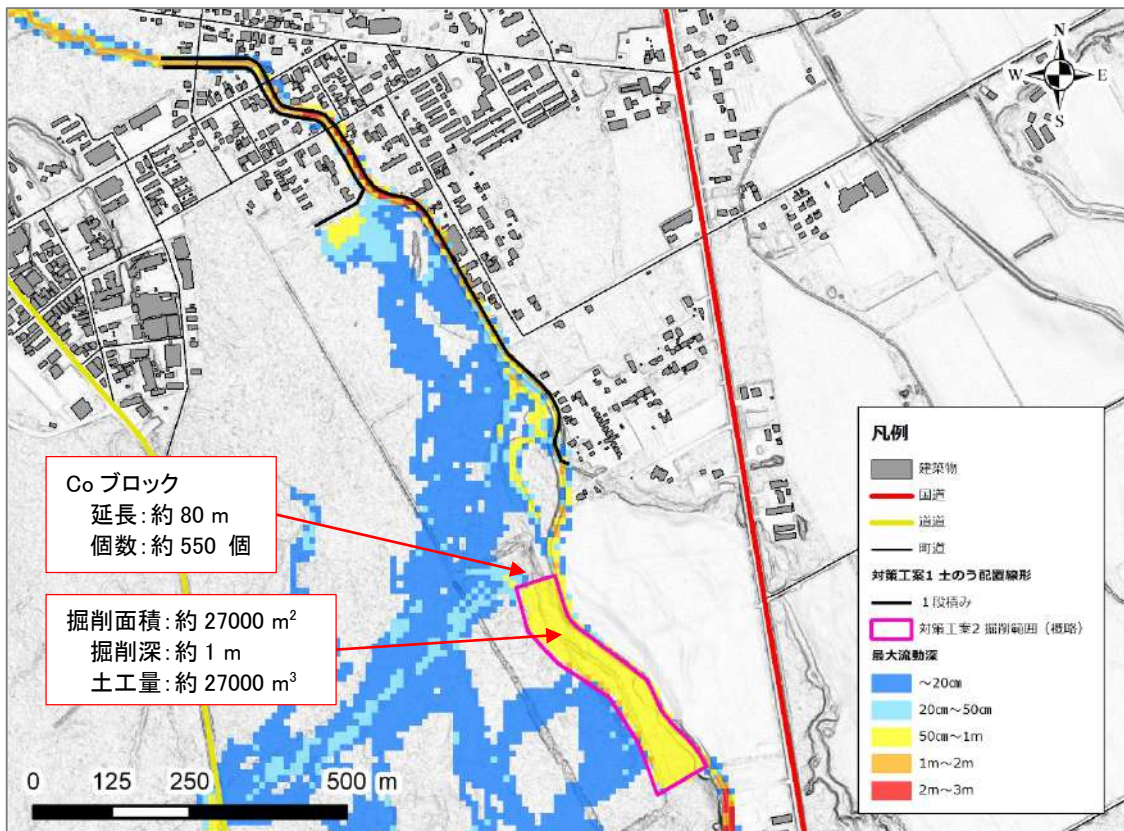 N
W
E
S
Co ブロック
延長：約 80 m
個数：約 550 個
掘削面積：約 27000 m²
掘削深：約 1 m
土工量：約 27000 m³
0 125 250 500 m
凡例
建築物
国道
道道
町道
対策工案1 土のう配置線形
1段積み
対策工案2 掘削範囲（概略）
最大流動深
～20㎝
20㎝～50㎝
50㎝～1m
1m～2m
2m～3m